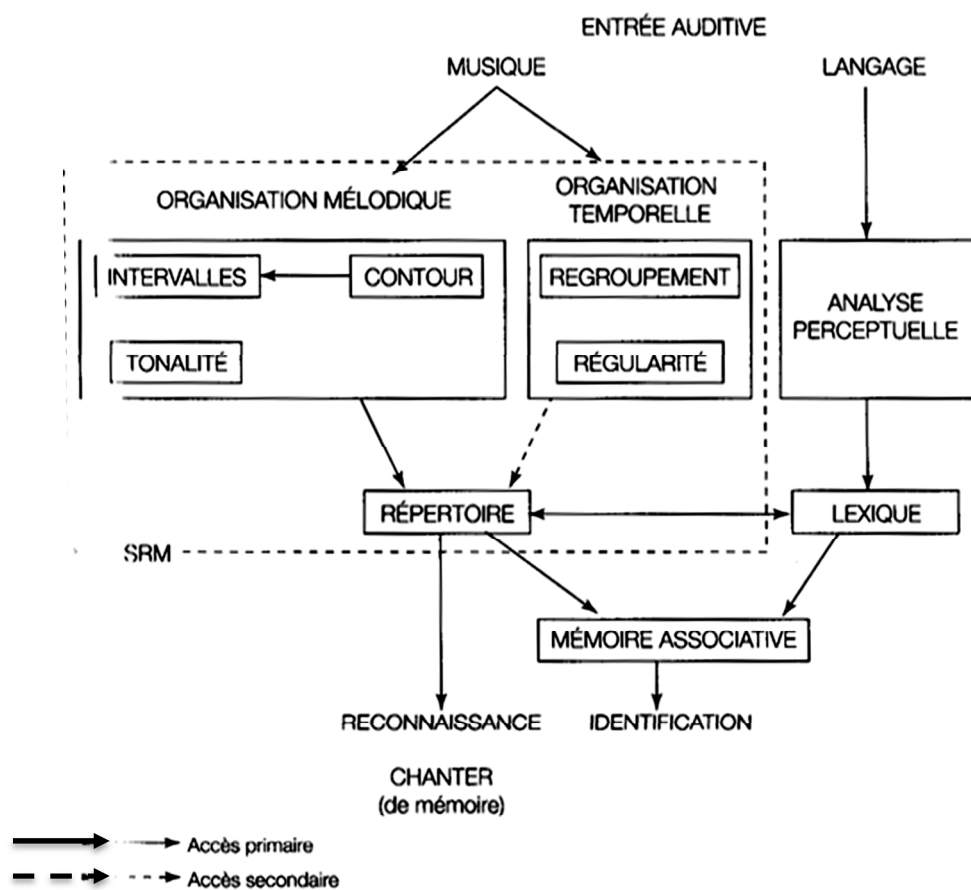 ENTRÉE AUDITIVE
MUSIQUE
LANGAGE
ORGANISATION MÉLODIQUE
ORGANISATION
TEMPORELLE
INTERVALLES
CONTOUR
TONALITÉ
REGROUPEMENT
RÉGULARITÉ
ANALYSE
PERCEPTUELLE
RÉPERTOIRE
LEXIQUE
SRM
MÉMOIRE ASSOCIATIVE
RECONNAISSANCE
IDENTIFICATION
CHANTER
(de mémoire)
Accès primaire
Accès secondaire